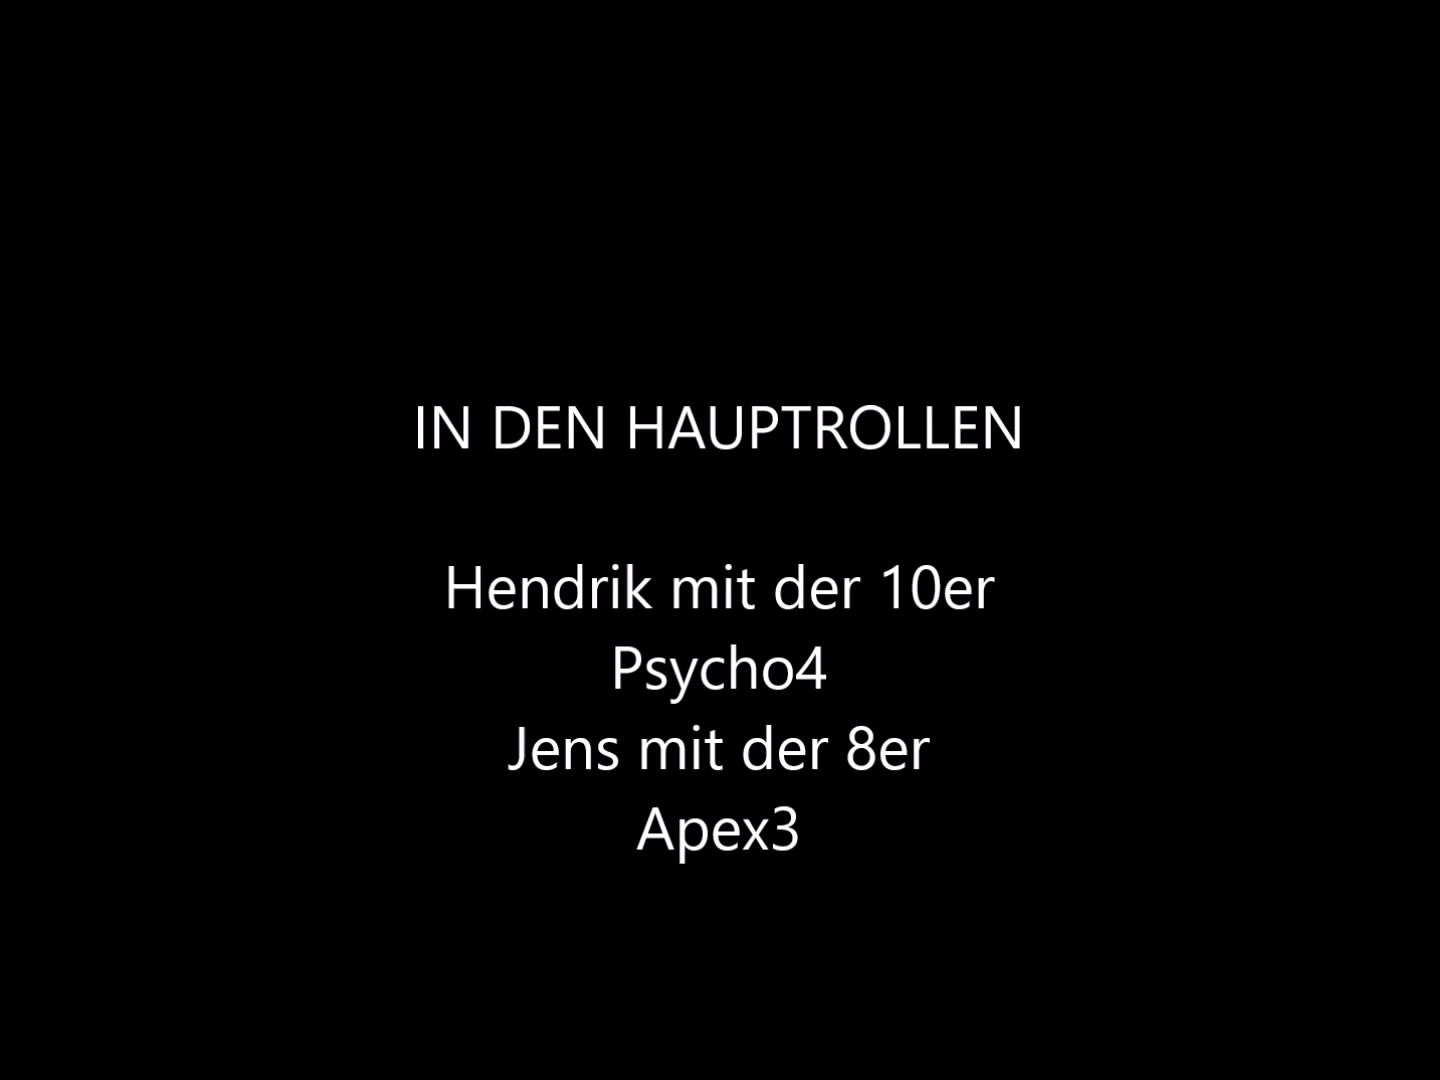 IN DEN HAUPTROLLEN
Hendrik mit der 10er
Psycho4
Jens mit der 8er
Apex3